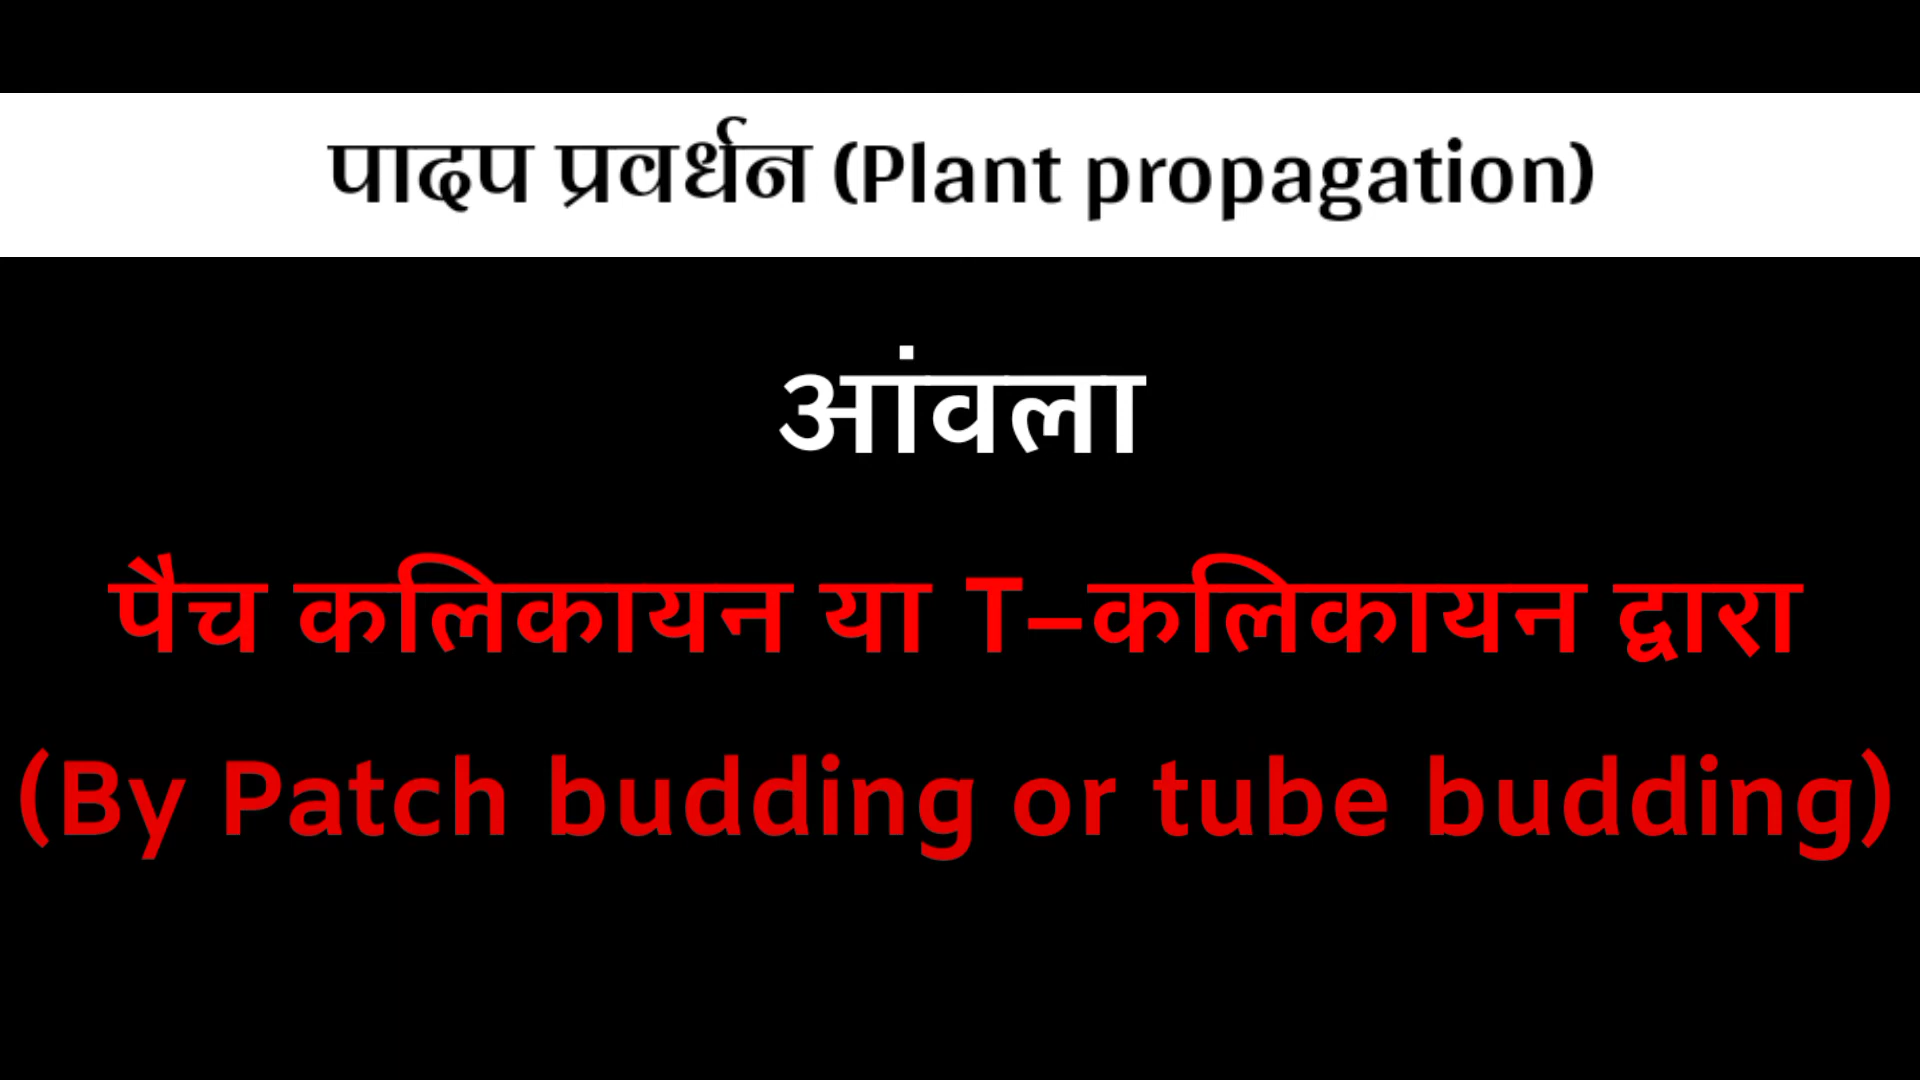 पादप प्रवर्धन (Plant propagation)
आंवला
पैच कलिकायन या T–कलिकायन द्वारा
(By Patch budding or tube budding)